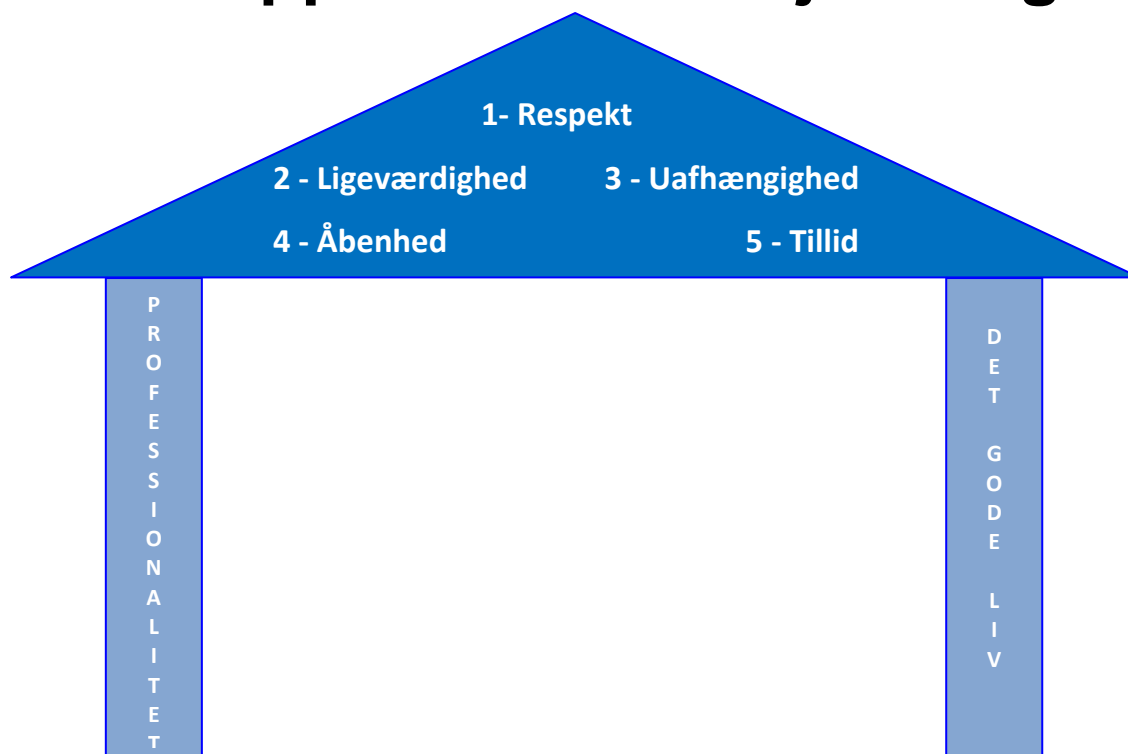 1- Respekt
2 - Ligeværdighed 3 - Uafhængighed
4 - Åbenhed 5 - Tillid
PROFESSIONALITET
DET GODE LIV